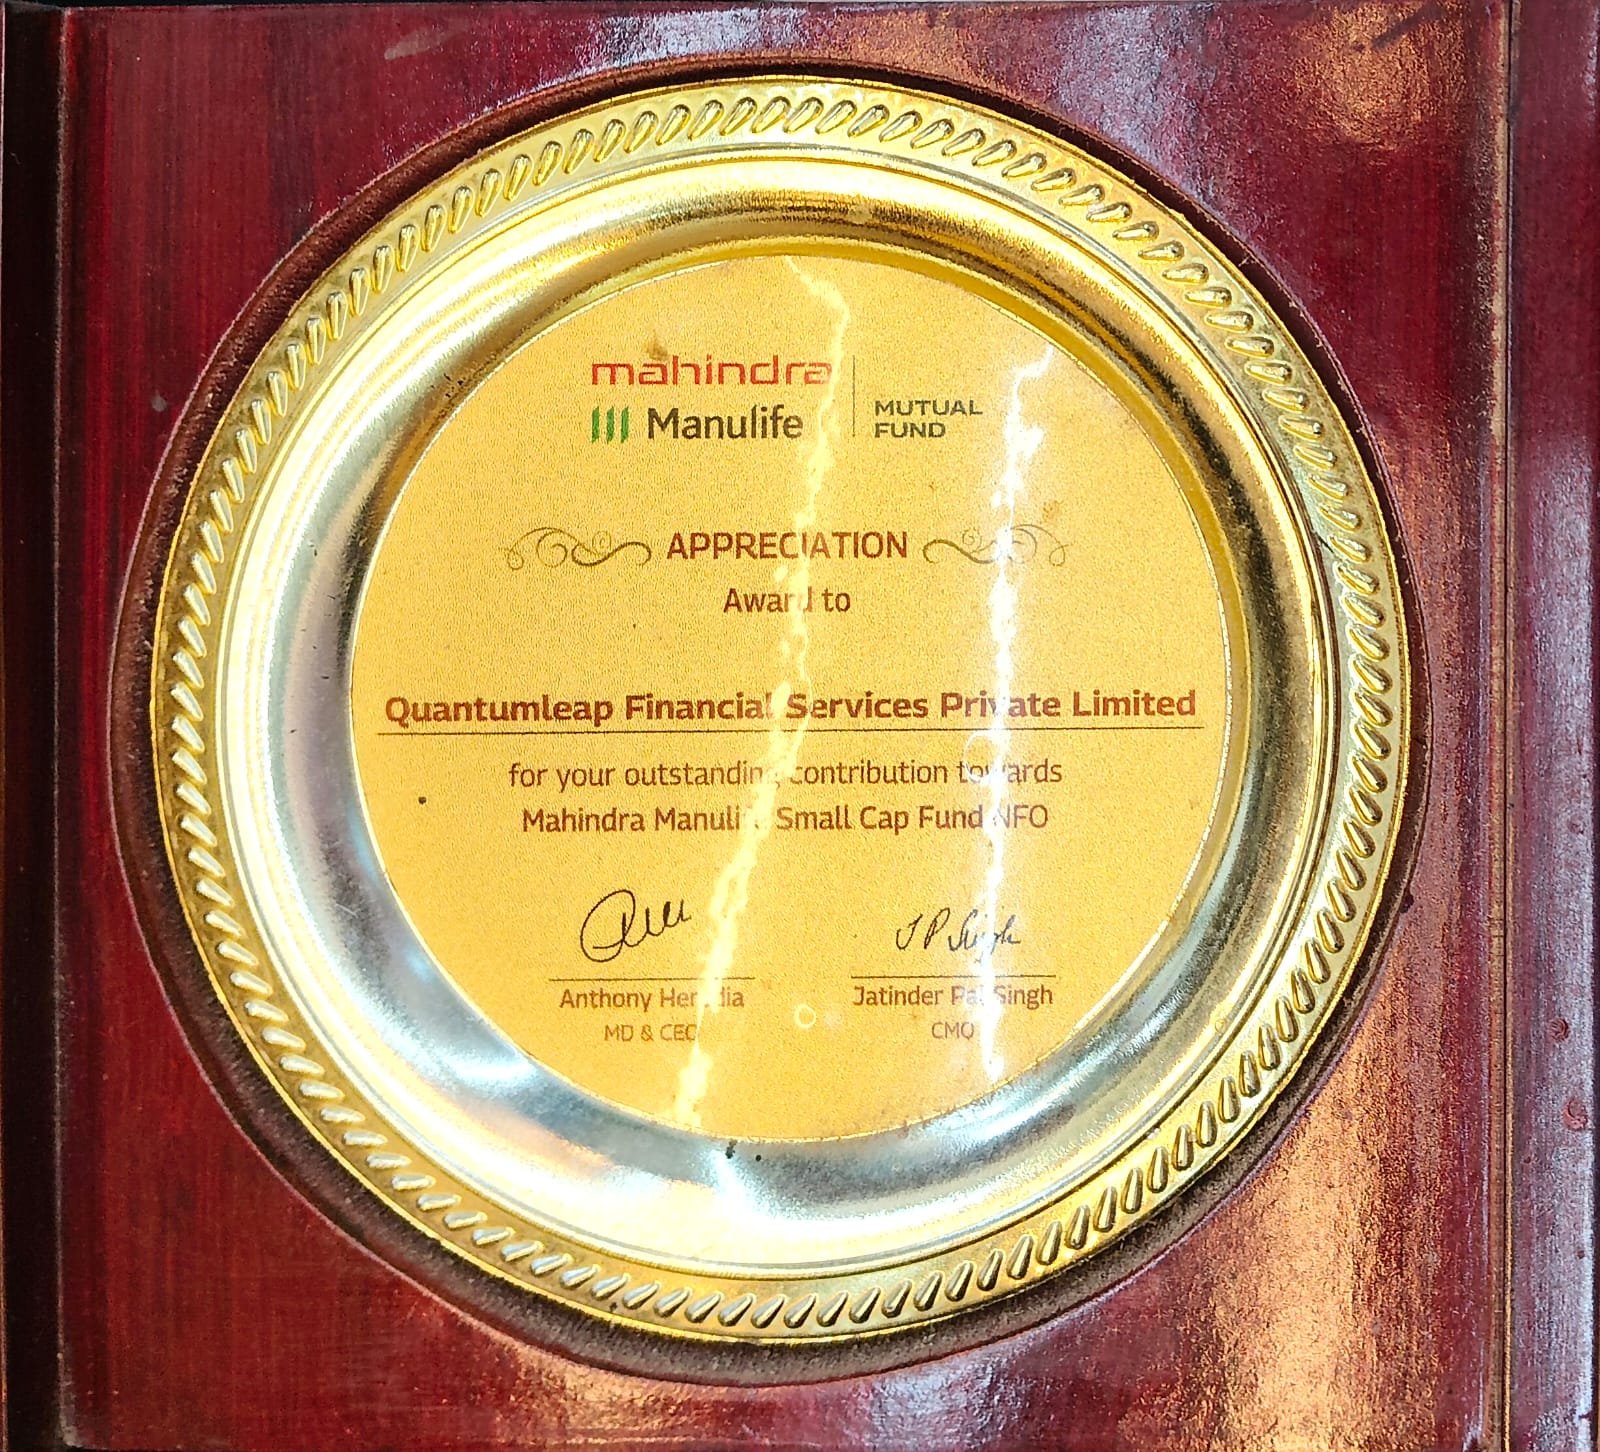 mahindra
Manulife
MUTUAL
FUND
APPRECIATION
Award to
Quantumleap Financial Services Private Limited
for your outstanding contribution towards
Mahindra Manulife Small Cap Fund NFO
J P Singh
Anthony Heredia
Jatinder Pal Singh
MD & CEO
CMO